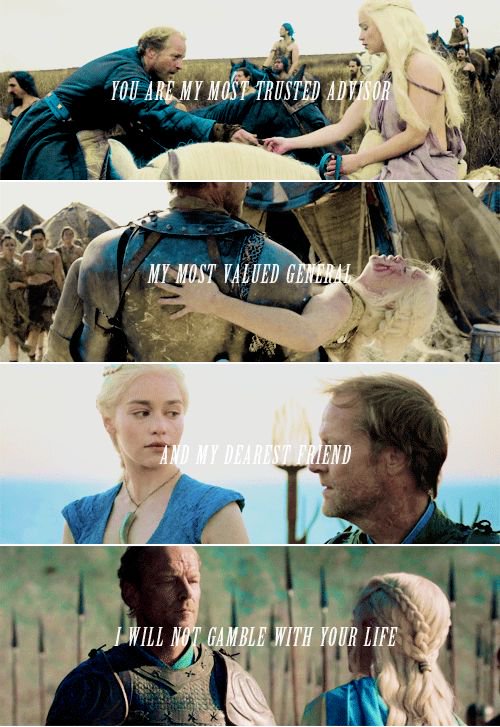 YOU ARE MY MOST TRUSTED ADVISOR
MY MOST VALUED GENERAL
AND MY DEAREST FRIEND
I WILL NOT GAMBLE WITH YOUR LIFE